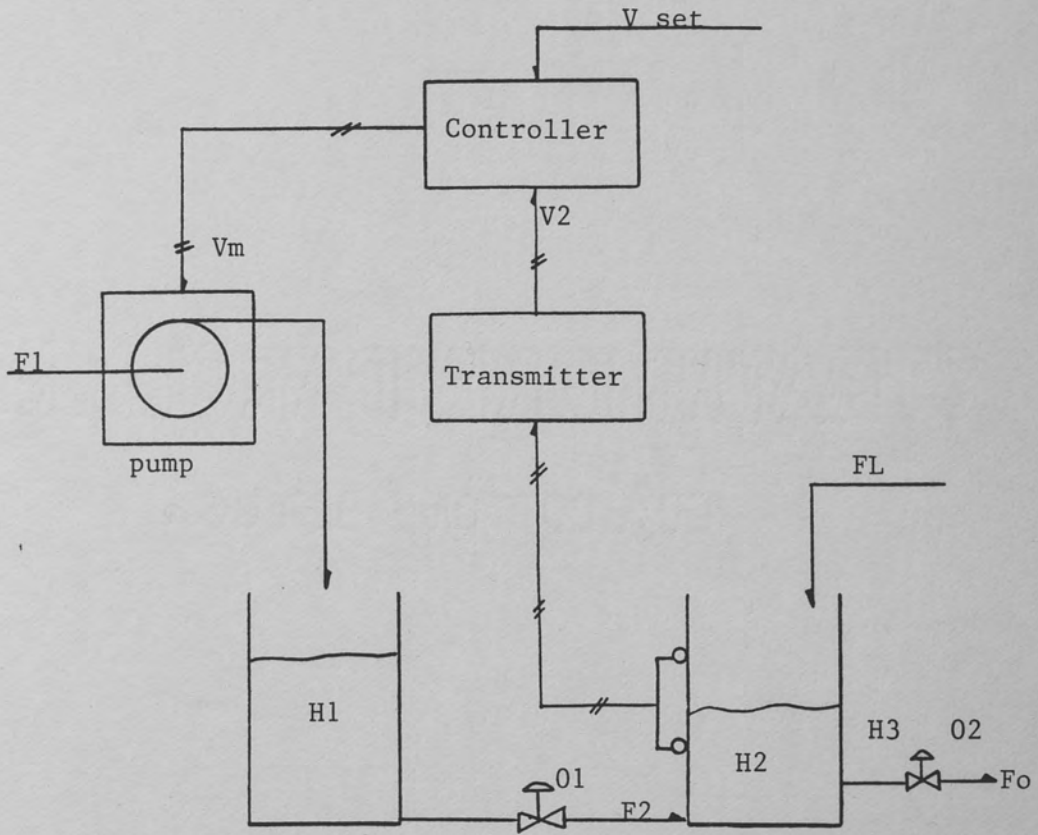 V set
Controller
V2
Vm
F1
Transmitter
pump
FL
H1
H3 O2
H2
Fo
O1
F2